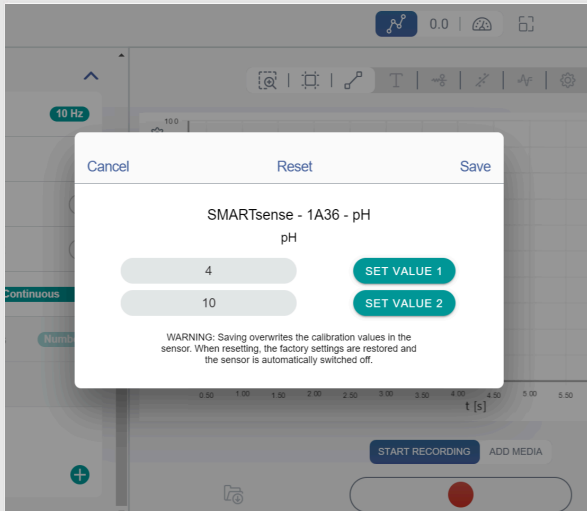 0.0
10 Hz
10 0
Cancel Reset Save
SMARTsense - 1A36 - pH
pH
4 SET VALUE 1
10 SET VALUE 2
Continuous
WARNING: Saving overwrites the calibration values in the
sensor. When resetting, the factory settings are restored and
the sensor is automatically switched off.
0.50 1 00 1.50 2 00 2.50 3 00 3.50 4 00 4.50 5 00 5.50
t [s]
START RECORDING ADD MEDIA